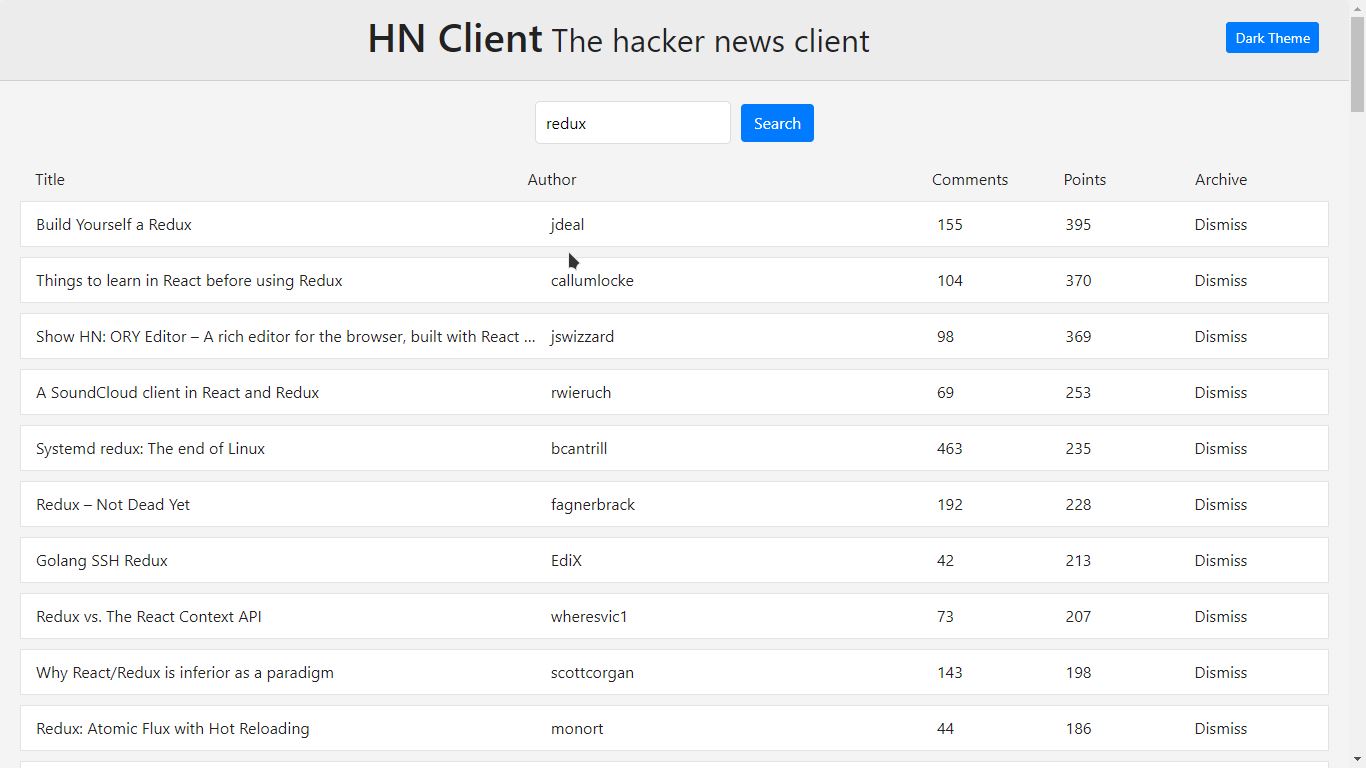 HN Client The hacker news client
Dark Theme
redux
Search
Title Author Comments Points Archive
Build Yourself a Redux jdeal 155 395 Dismiss
Things to learn in React before using Redux callumlocke 104 370 Dismiss
Show HN: ORY Editor – A rich editor for the browser, built with React ... jswizzard 98 369 Dismiss
A SoundCloud client in React and Redux rwieruch 69 253 Dismiss
Systemd redux: The end of Linux bcantrill 463 235 Dismiss
Redux – Not Dead Yet fagnerbrack 192 228 Dismiss
Golang SSH Redux EdiX 42 213 Dismiss
Redux vs. The React Context API wheresvic1 73 207 Dismiss
Why React/Redux is inferior as a paradigm scottcorgan 143 198 Dismiss
Redux: Atomic Flux with Hot Reloading monort 44 186 Dismiss